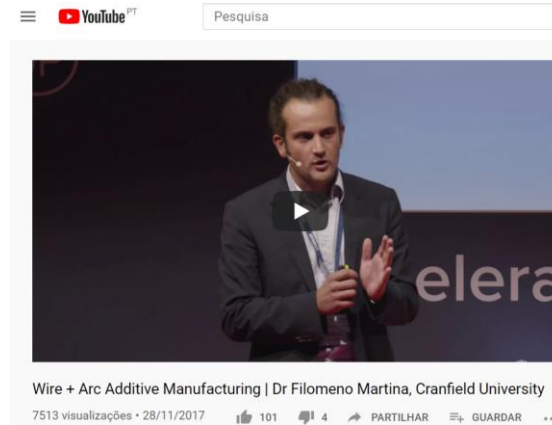 YouTube PT
Pesquisa
elera
Wire + Arc Additive Manufacturing | Dr Filomeno Martina, Cranfield University
7513 visualizações • 28/11/2017 101 4 PARTILHAR GUARDAR